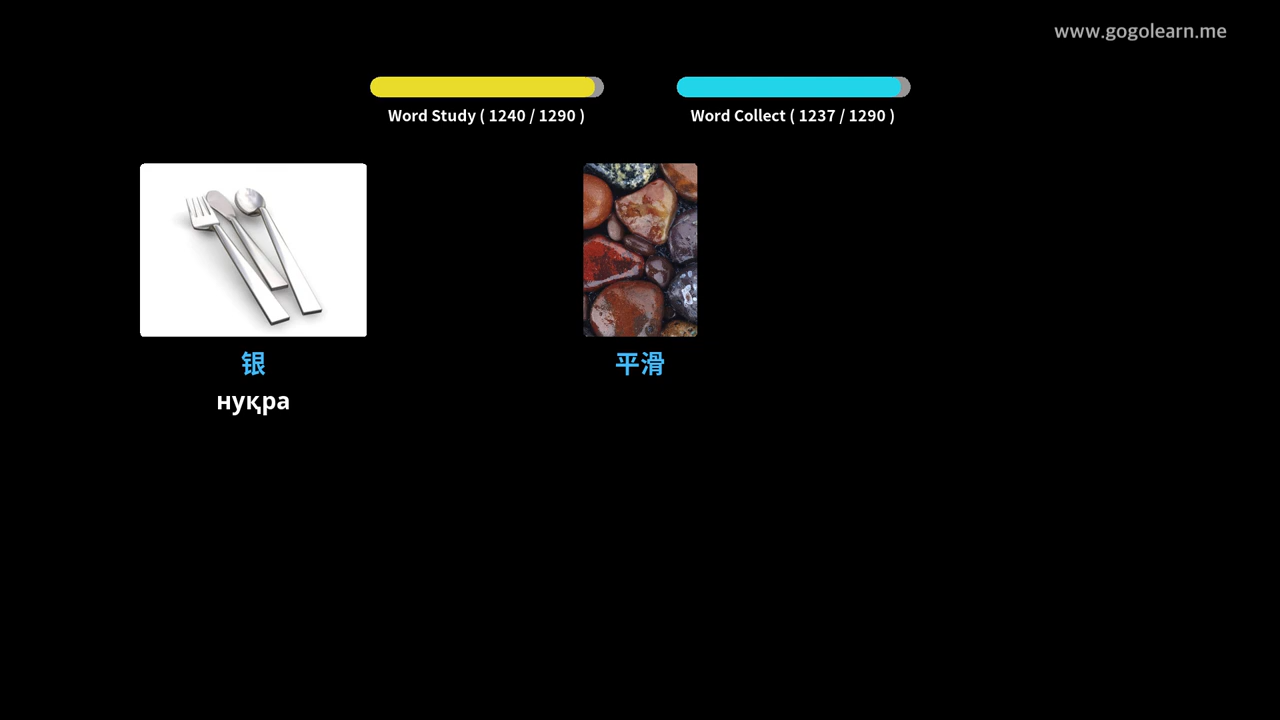 www.gogolearn.me
Word Study ( 1240 / 1290 )
Word Collect ( 1237 / 1290 )
银
нуқра
平滑